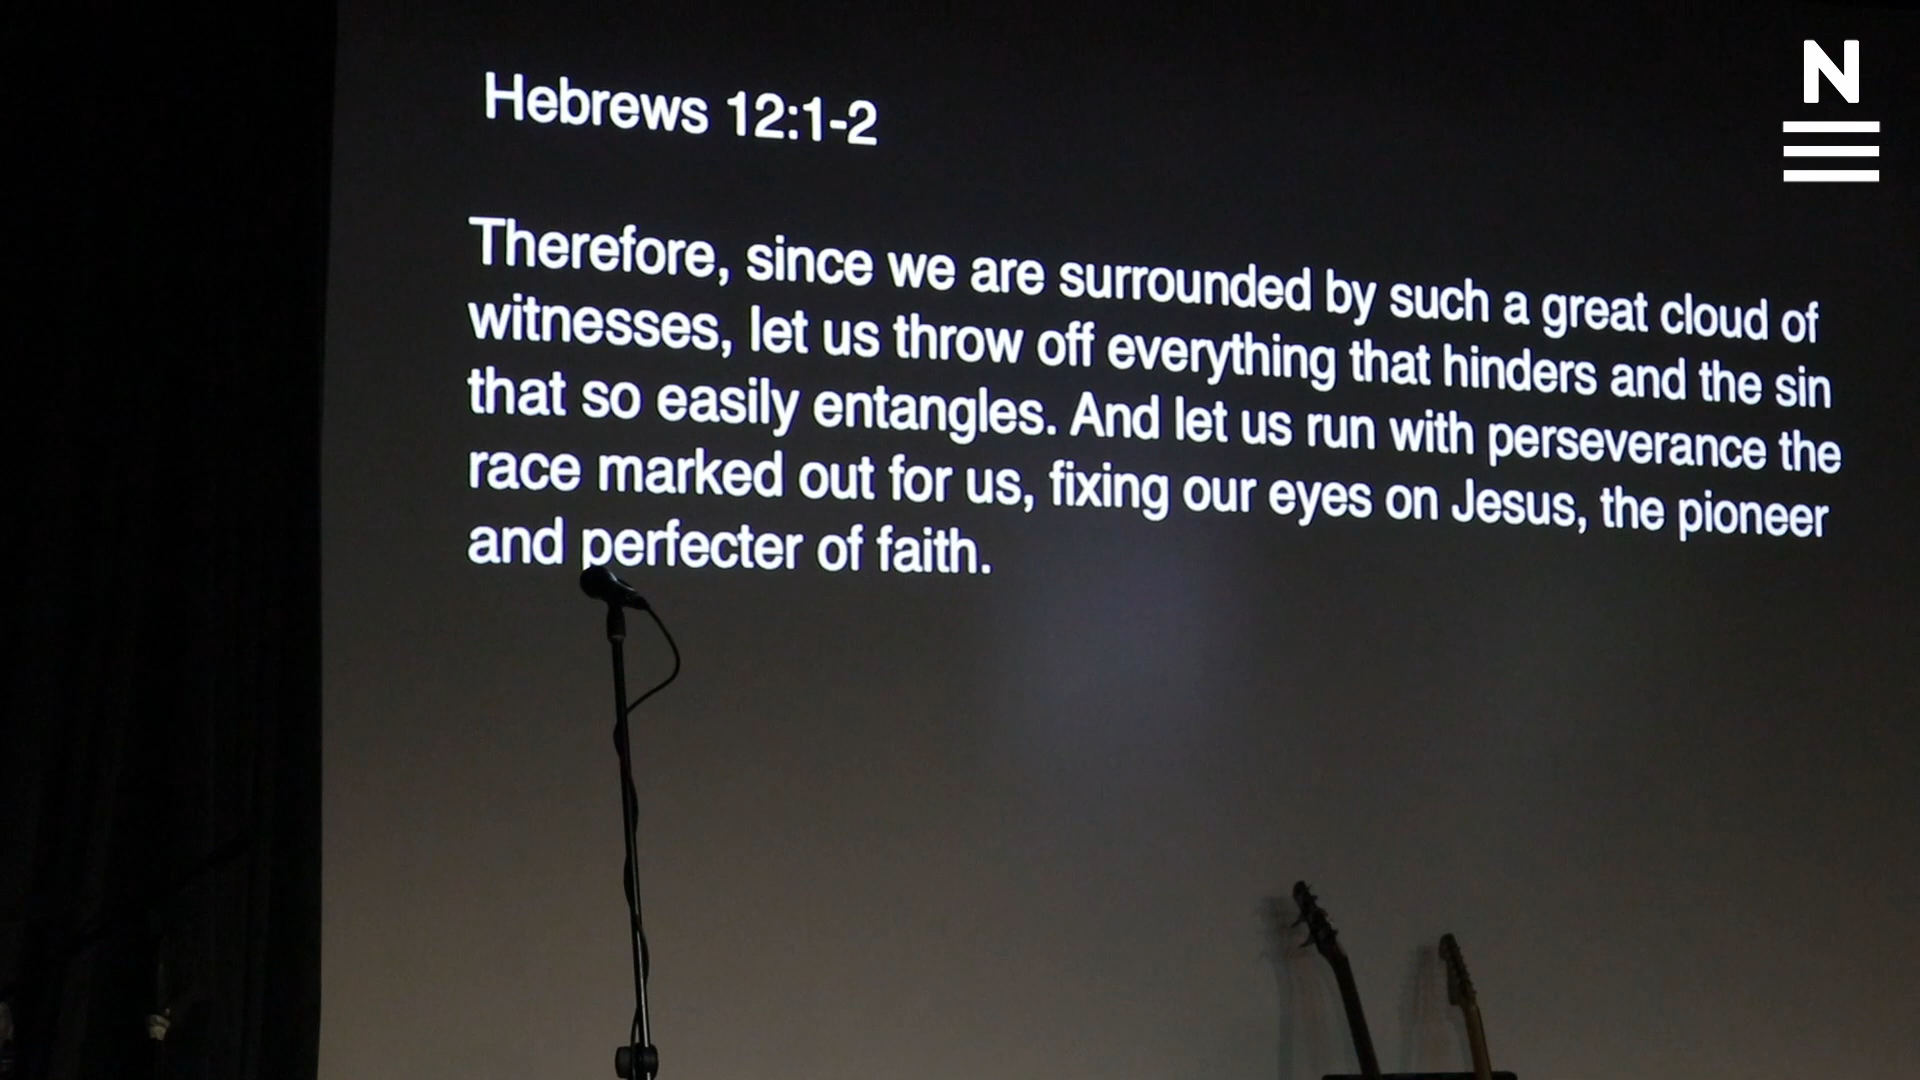 N
Hebrews 12:1-2
Therefore, since we are surrounded by such a great cloud of
witnesses, let us throw off everything that hinders and the sin
that so easily entangles. And let us run with perseverance the
race marked out for us, fixing our eyes on Jesus, the pioneer
and perfecter of faith.